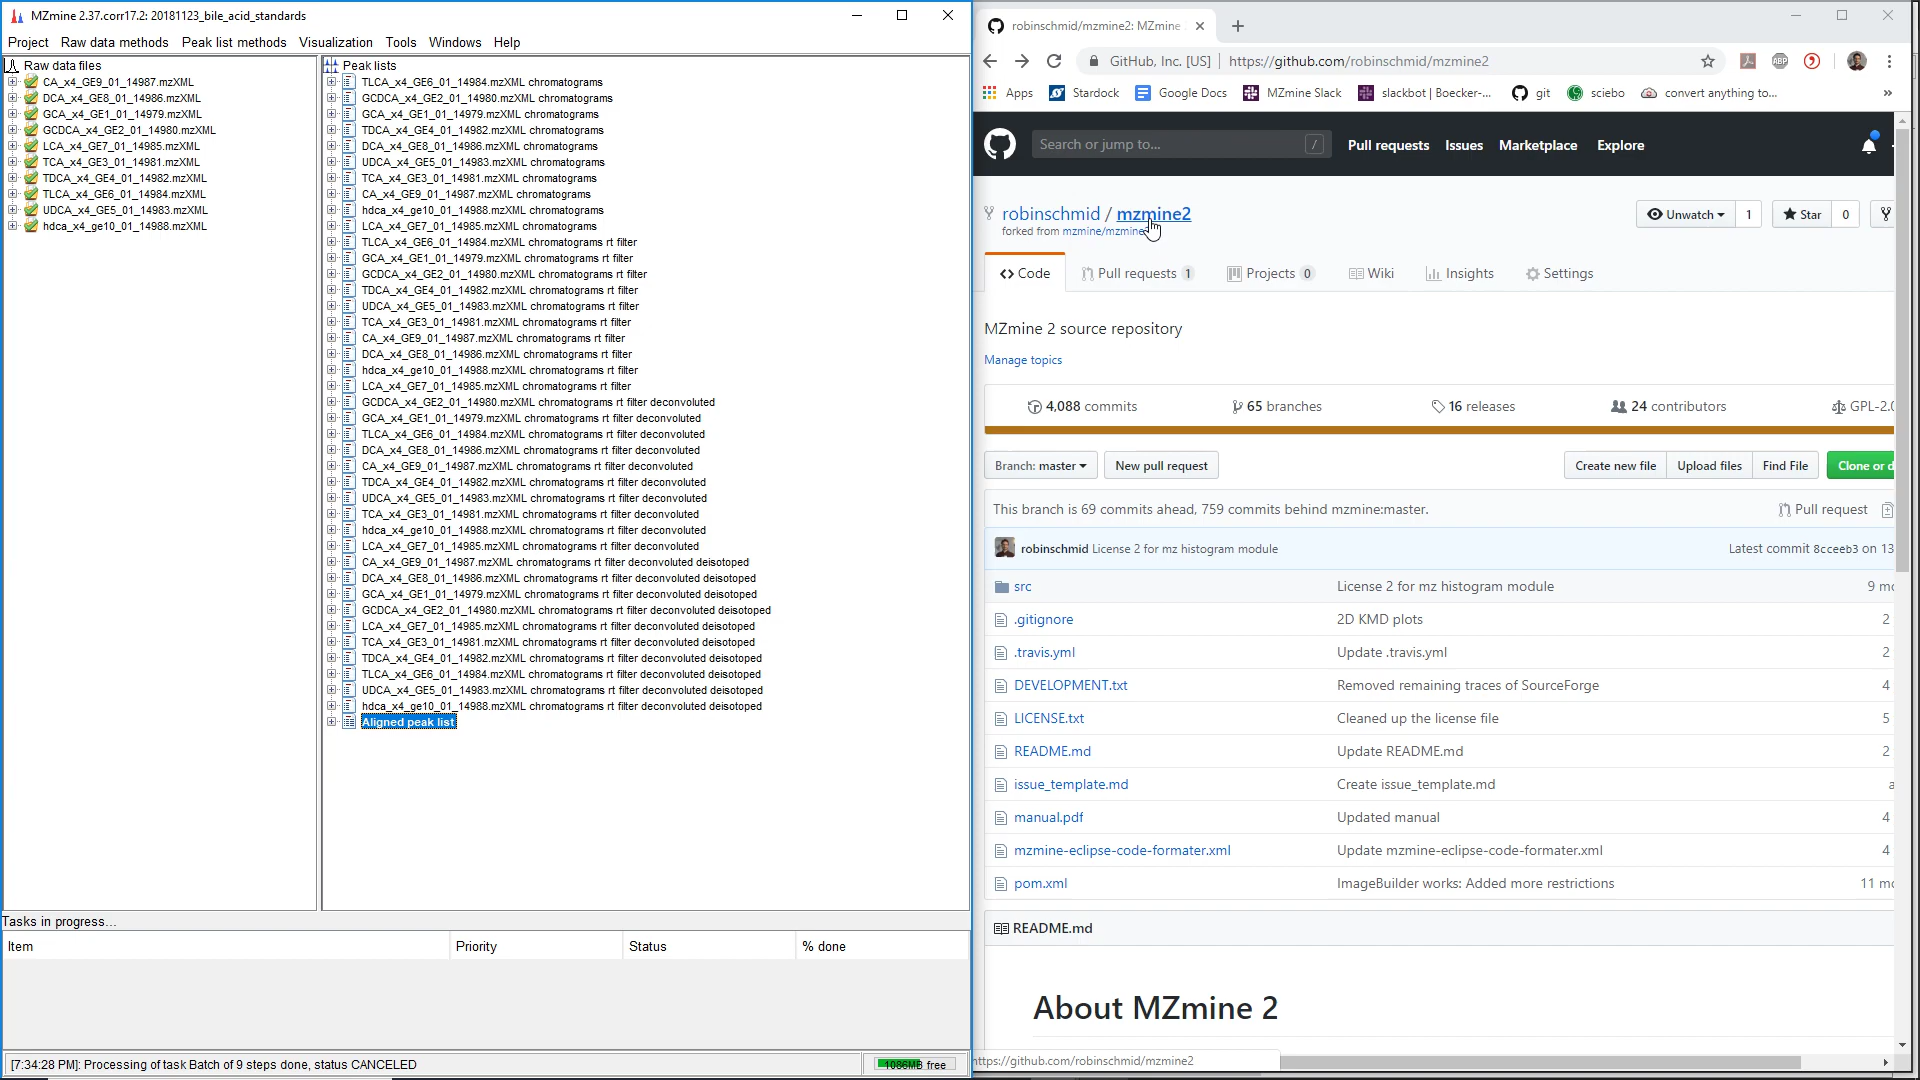 MZmine 2.37.corr17.2: 20181123_bile_acid_standards
Project Raw data methods Peak list methods Visualization Tools Windows Help
Raw data files
CA_x4_GE9_01_14987.mzXML
DCA_x4_GE8_01_14986.mzXML
GCA_x4_GE1_01_14979.mzXML
GCDCA_x4_GE2_01_14980.mzXML
LCA_x4_GE7_01_14985.mzXML
TCA_x4_GE3_01_14981.mzXML
TDCA_x4_GE4_01_14982.mzXML
TLCA_x4_GE6_01_14984.mzXML
UDCA_x4_GE5_01_14983.mzXML
hdca_x4_ge10_01_14988.mzXML
Peak lists
TLCA_x4_GE6_01_14984.mzXML chromatograms
GCDCA_x4_GE2_01_14980.mzXML chromatograms
GCA_x4_GE1_01_14979.mzXML chromatograms
TDCA_x4_GE4_01_14982.mzXML chromatograms
DCA_x4_GE8_01_14986.mzXML chromatograms
UDCA_x4_GE5_01_14983.mzXML chromatograms
TCA_x4_GE3_01_14981.mzXML chromatograms
CA_x4_GE9_01_14987.mzXML chromatograms
hdca_x4_ge10_01_14988.mzXML chromatograms
LCA_x4_GE7_01_14985.mzXML chromatograms
TLCA_x4_GE6_01_14984.mzXML chromatograms rt filter
GCA_x4_GE1_01_14979.mzXML chromatograms rt filter
GCDCA_x4_GE2_01_14980.mzXML chromatograms rt filter
TDCA_x4_GE4_01_14982.mzXML chromatograms rt filter
UDCA_x4_GE5_01_14983.mzXML chromatograms rt filter
TCA_x4_GE3_01_14981.mzXML chromatograms rt filter
CA_x4_GE9_01_14987.mzXML chromatograms rt filter
DCA_x4_GE8_01_14986.mzXML chromatograms rt filter
hdca_x4_ge10_01_14988.mzXML chromatograms rt filter
LCA_x4_GE7_01_14985.mzXML chromatograms rt filter
GCDCA_x4_GE2_01_14980.mzXML chromatograms rt filter deconvoluted
GCA_x4_GE1_01_14979.mzXML chromatograms rt filter deconvoluted
TLCA_x4_GE6_01_14984.mzXML chromatograms rt filter deconvoluted
DCA_x4_GE8_01_14986.mzXML chromatograms rt filter deconvoluted
CA_x4_GE9_01_14987.mzXML chromatograms rt filter deconvoluted
TDCA_x4_GE4_01_14982.mzXML chromatograms rt filter deconvoluted
UDCA_x4_GE5_01_14983.mzXML chromatograms rt filter deconvoluted
TCA_x4_GE3_01_14981.mzXML chromatograms rt filter deconvoluted
hdca_x4_ge10_01_14988.mzXML chromatograms rt filter deconvoluted
LCA_x4_GE7_01_14985.mzXML chromatograms rt filter deconvoluted
CA_x4_GE9_01_14987.mzXML chromatograms rt filter deconvoluted deisotoped
DCA_x4_GE8_01_14986.mzXML chromatograms rt filter deconvoluted deisotoped
GCA_x4_GE1_01_14979.mzXML chromatograms rt filter deconvoluted deisotoped
GCDCA_x4_GE2_01_14980.mzXML chromatograms rt filter deconvoluted deisotoped
LCA_x4_GE7_01_14985.mzXML chromatograms rt filter deconvoluted deisotoped
TCA_x4_GE3_01_14981.mzXML chromatograms rt filter deconvoluted deisotoped
TDCA_x4_GE4_01_14982.mzXML chromatograms rt filter deconvoluted deisotoped
TLCA_x4_GE6_01_14984.mzXML chromatograms rt filter deconvoluted deisotoped
UDCA_x4_GE5_01_14983.mzXML chromatograms rt filter deconvoluted deisotoped
hdca_x4_ge10_01_14988.mzXML chromatograms rt filter deconvoluted deisotoped
Aligned peak list
Tasks in progress...
Item Priority Status % done
[7:34:28 PM]: Processing of task Batch of 9 steps done, status CANCELED
1086MB free
robinschmid/mzmine2: MZmine
GitHub, Inc. [US] https://github.com/robinschmid/mzmine2
ABP
Apps Stardock Google Docs MZmine Slack slackbot | Boecker-... git sciebo convert anything to... »
Search or jump to... / Pull requests Issues Marketplace Explore
robinschmid / mzmine2
forked from mzmine/mzmine
Unwatch 1 Star 0
Code Pull requests 1 Projects 0 Wiki Insights Settings
MZmine 2 source repository
Manage topics
4,088 commits 65 branches 16 releases 24 contributors GPL-2.0
Branch: master New pull request Create new file Upload files Find File Clone or d
This branch is 69 commits ahead, 759 commits behind mzmine:master. Pull request
robinschmid License 2 for mz histogram module Latest commit 8cceeb3 on 13
src License 2 for mz histogram module 9 mo
.gitignore 2D KMD plots 2
.travis.yml Update .travis.yml 2
DEVELOPMENT.txt Removed remaining traces of SourceForge 4
LICENSE.txt Cleaned up the license file 5
README.md Update README.md 2
issue_template.md Create issue_template.md a
manual.pdf Updated manual 4
mzmine-eclipse-code-formater.xml Update mzmine-eclipse-code-formater.xml 4
pom.xml ImageBuilder works: Added more restrictions 11 mo
README.md
About MZmine 2
https://github.com/robinschmid/mzmine2